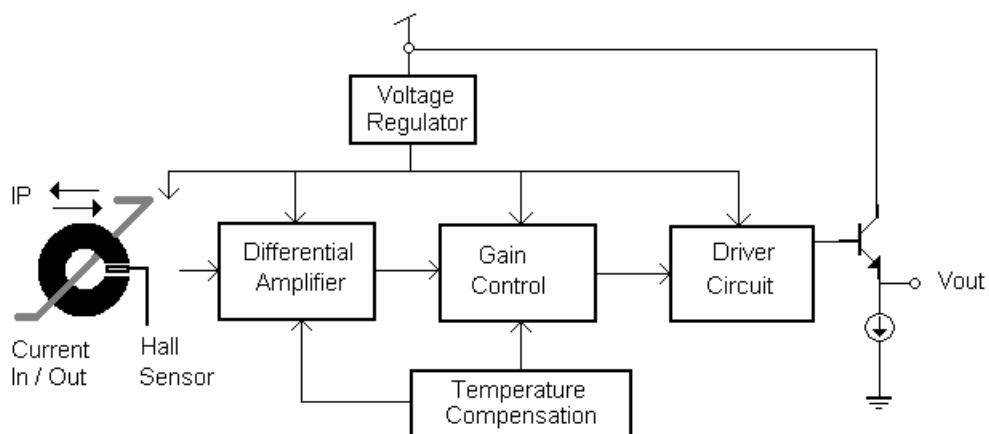 Voltage
Regulator
IP
Differential
Amplifier
Gain
Control
Driver
Circuit
Vout
Current
In / Out
Hall
Sensor
Temperature
Compensation